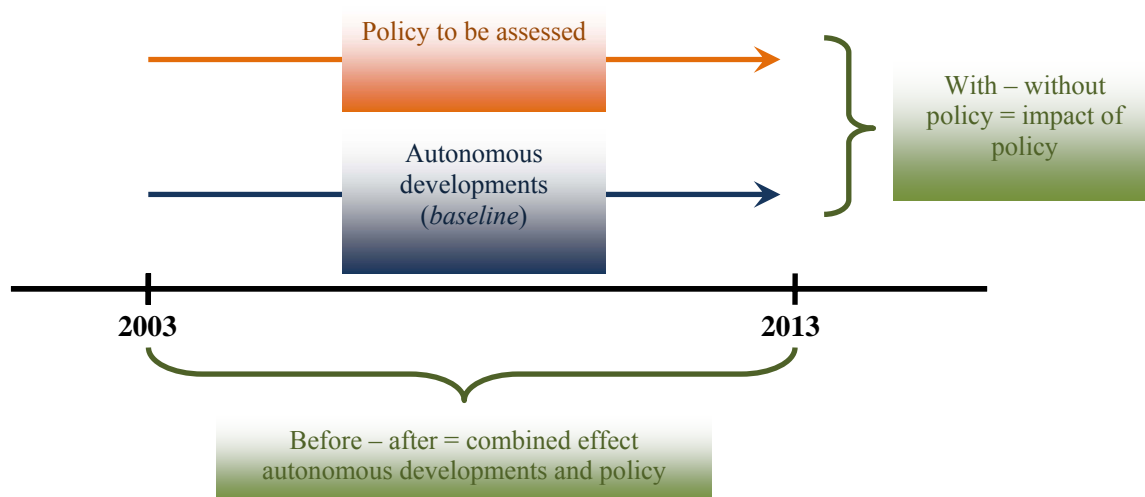 Policy to be assessed
With – without
policy = impact of
policy
Autonomous
developments
(baseline)
2003
2013
Before – after = combined effect
autonomous developments and policy